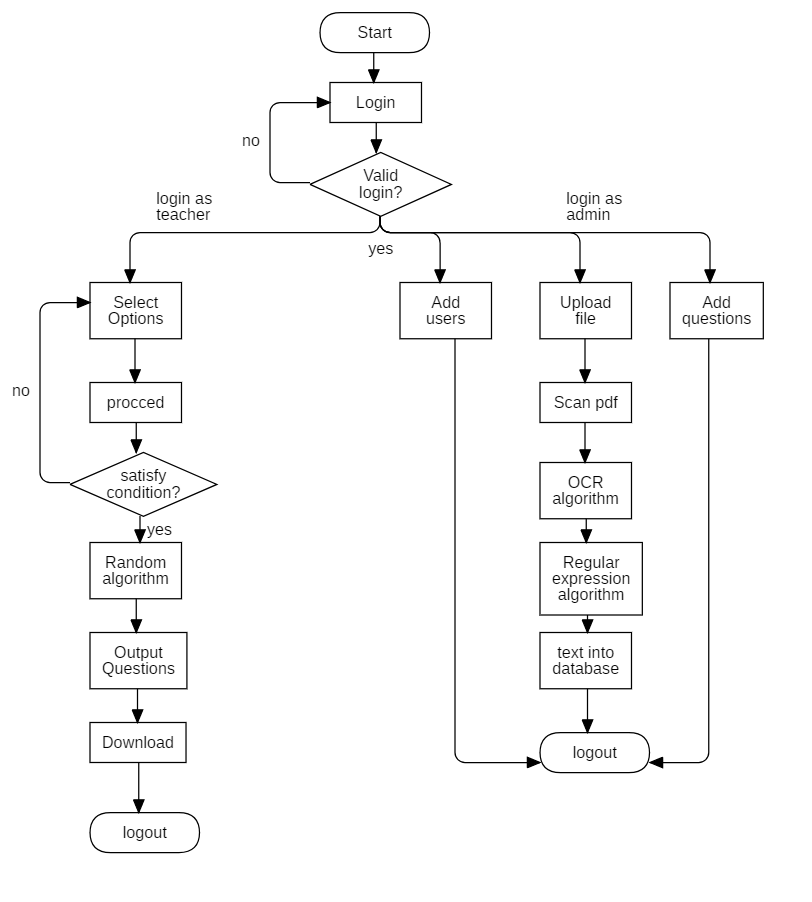 Start
Login
no
Valid
login?
login as
teacher
login as
admin
yes
Select
Options
Add
users
Upload
file
Add
questions
no
procced
Scan pdf
satisfy
condition?
OCR
algorithm
yes
Random
algorithm
Regular
expression
algorithm
Output
Questions
text into
database
Download
logout
logout